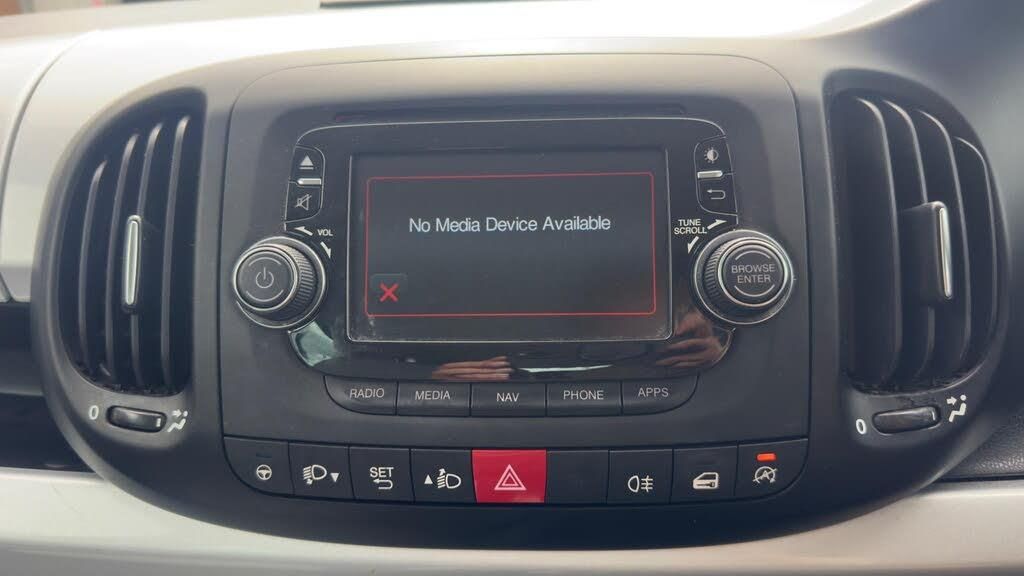 No Media Device Available
VOL
TUNE
SCROLL
BROWSE
ENTER
RADIO
MEDIA
NAV
PHONE
APPS
0
0
SET